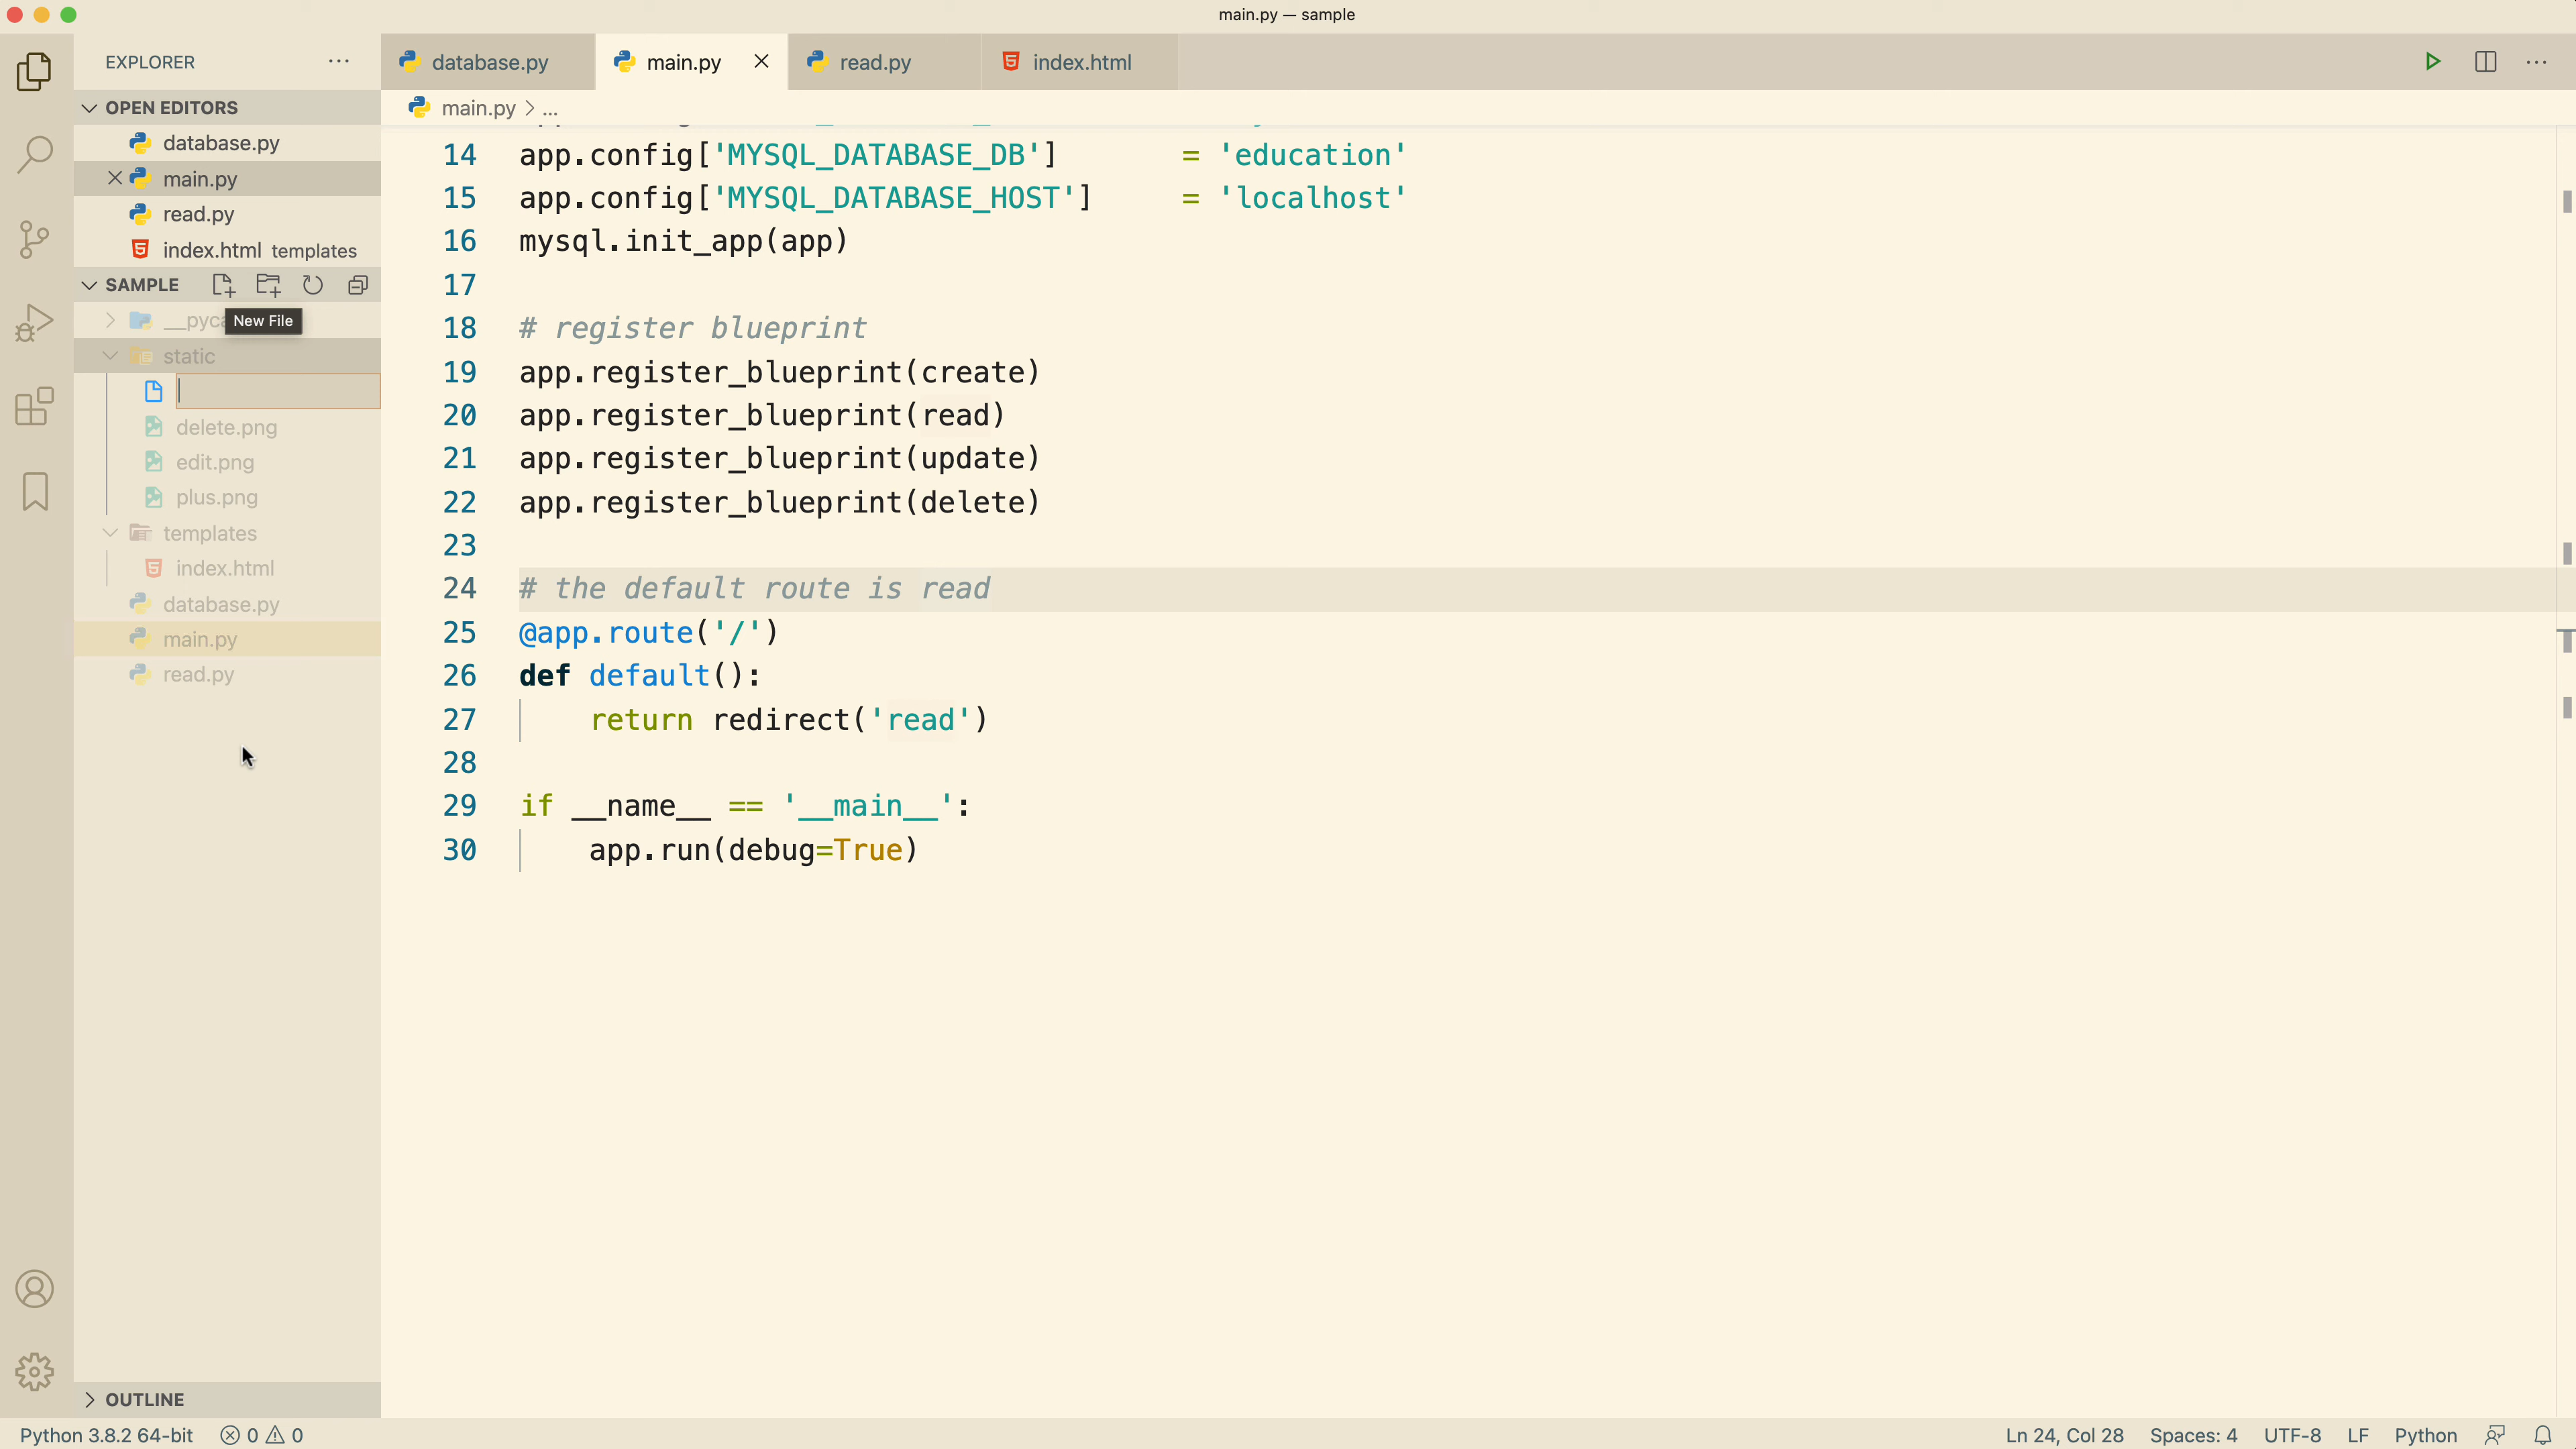 main.py — sample
EXPLORER
OPEN EDITORS
database.py
main.py
read.py
index.html templates
SAMPLE
New File
static
delete.png
edit.png
plus.png
templates
index.html
database.py
main.py
read.py
OUTLINE
database.py
main.py
read.py
index.html
main.py > ...
14 app.config['MYSQL_DATABASE_DB'] = 'education'
15 app.config['MYSQL_DATABASE_HOST'] = 'localhost'
16 mysql.init_app(app)
17
18 # register blueprint
19 app.register_blueprint(create)
20 app.register_blueprint(read)
21 app.register_blueprint(update)
22 app.register_blueprint(delete)
23
24 # the default route is read
25 @app.route('/')
26 def default():
27 return redirect('read')
28
29 if __name__ == '__main__':
30 app.run(debug=True)
Python 3.8.2 64-bit 0 0 Ln 24, Col 28 Spaces: 4 UTF-8 LF Python